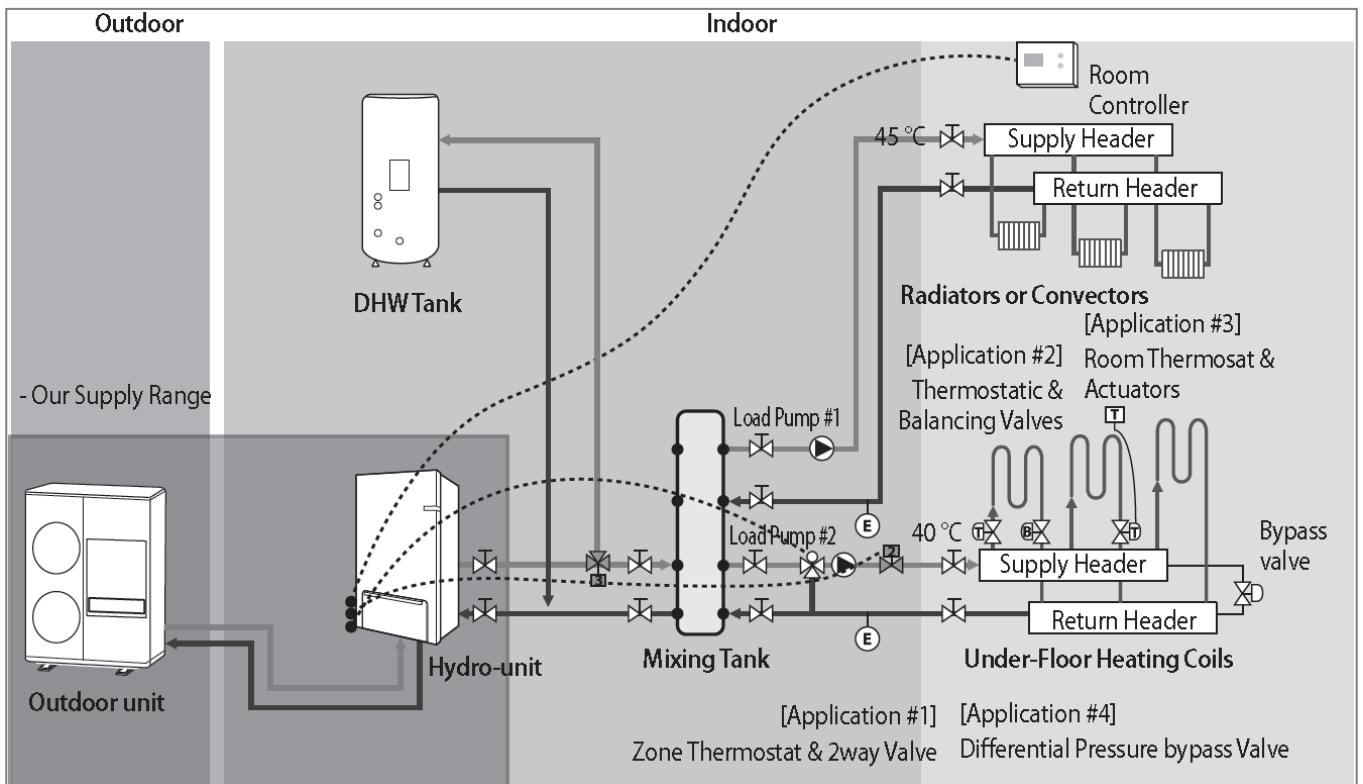 Outdoor
Indoor
Room
Controller
45 °C
Supply Header
Return Header
DHW Tank
Radiators or Convectors
[Application #3]
[Application #2]
Room Thermosat &
Actuators
Thermostatic &
Balancing Valves
- Our Supply Range
Load Pump #1
T
E
Load Pump #2
40 °C
2
T
B
T
Bypass
valve
Supply Header
3
Return Header
E
Hydro-unit
Mixing Tank
Under-Floor Heating Coils
Outdoor unit
[Application #1]
[Application #4]
Zone Thermostat & 2way Valve
Differential Pressure bypass Valve